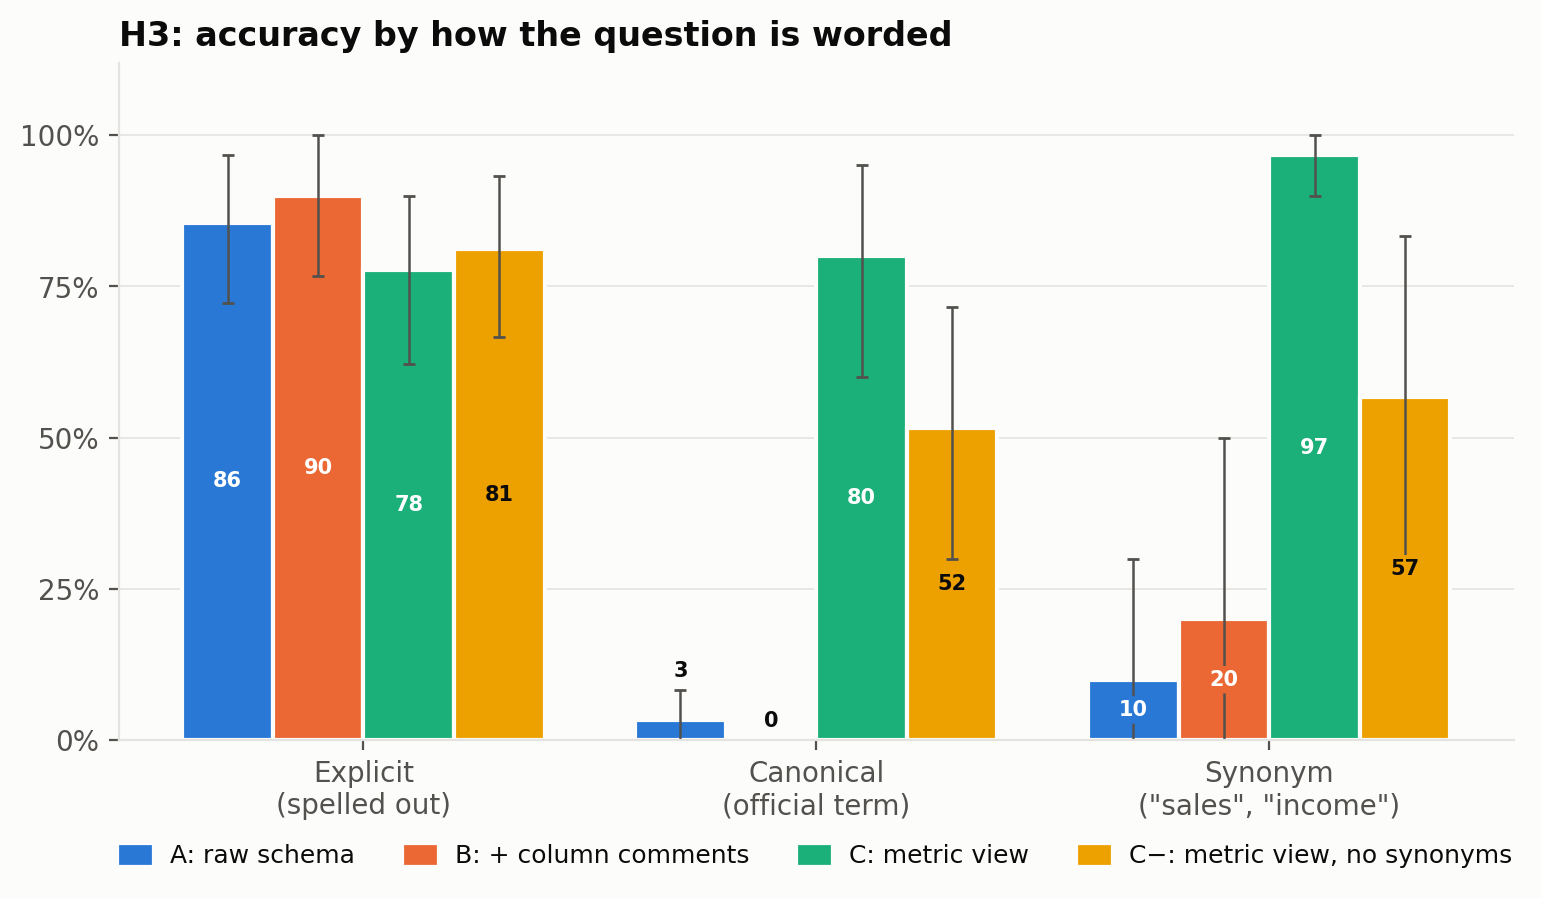 H3: accuracy by how the question is worded
100%
75%
50%
25%
0%
86
90
78
81
3
0
80
52
10
20
97
57
Explicit
(spelled out)
Canonical
(official term)
Synonym
("sales", "income")
A: raw schema
B: + column comments
C: metric view
C−: metric view, no synonyms